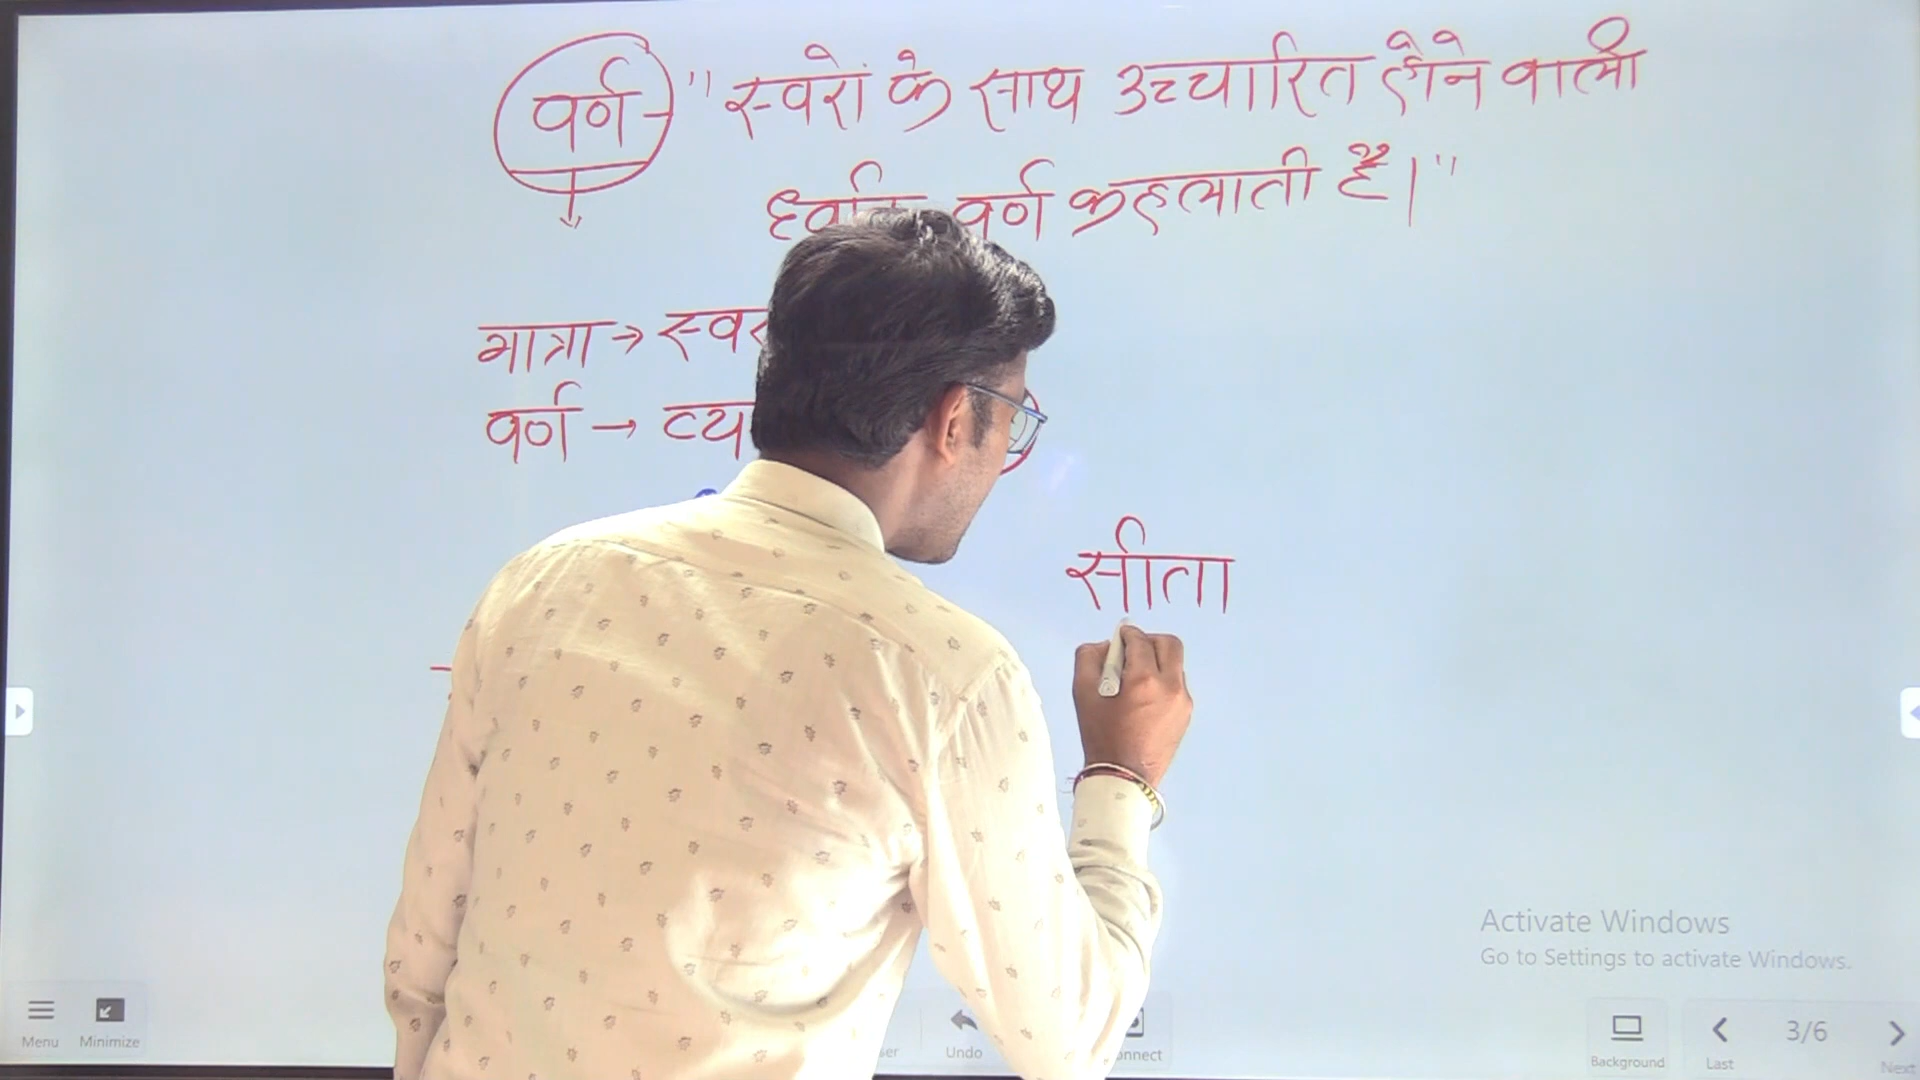 वर्ण- "स्वरों के साथ उच्चारित होने वाली
वर्ण कहलाती है।"
मात्रा → स्वर
वर्ण → व्य
सीता
Activate Windows
Go to Settings to activate Windows.
Menu Minimize Undo Background Last 3/6 Next